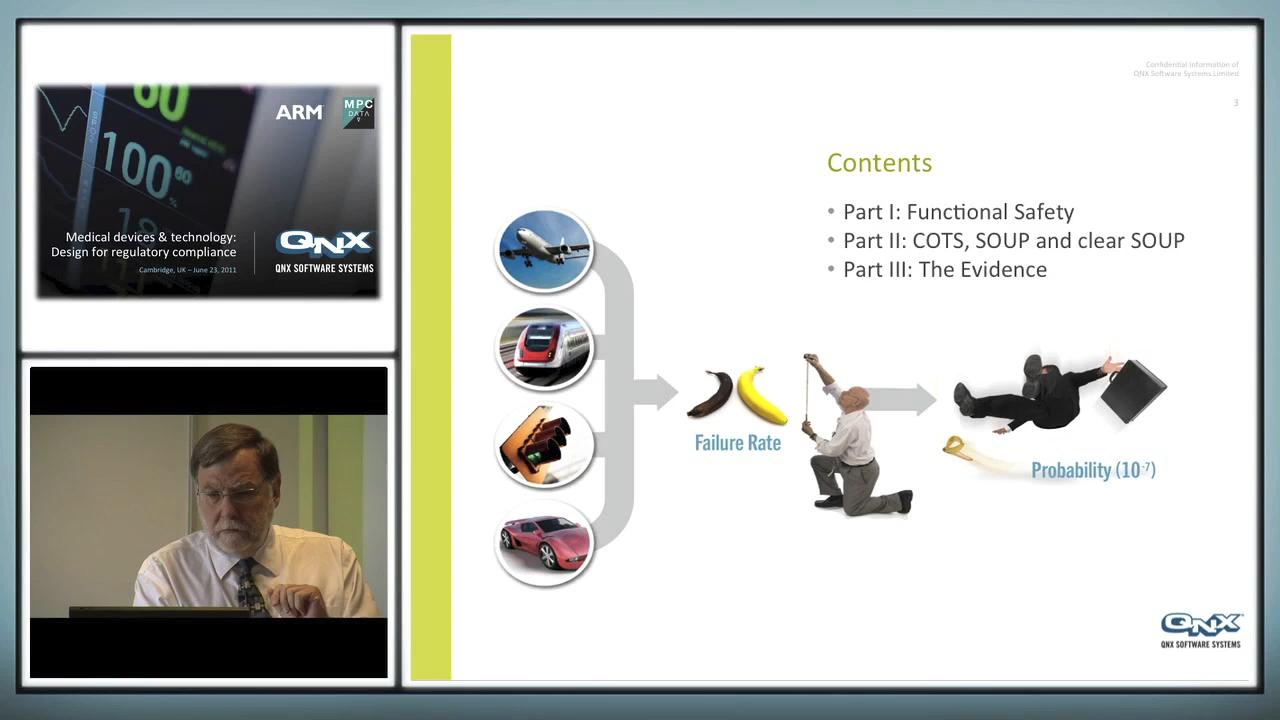 60
100
60
%
18
ARM
MPC
DATA
Medical devices & technology:
Design for regulatory compliance
Cambridge, UK – June 23, 2011
QNX
QNX SOFTWARE SYSTEMS
Confidential Information of
QNX Software Systems Limited
3
Contents
• Part I: Functional Safety
• Part II: COTS, SOUP and clear SOUP
• Part III: The Evidence
Failure Rate
Probability (10⁻⁷)
QNX
QNX SOFTWARE SYSTEMS